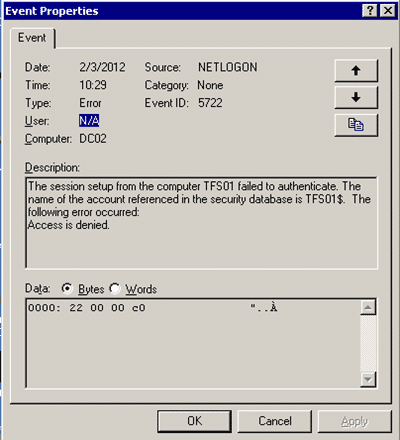 Event Properties
Event
Date: 2/3/2012 Source: NETLOGON
Time: 10:29 Category: None
Type: Error Event ID: 5722
User: N/A
Computer: DC02
Description:
The session setup from the computer TFS01 failed to authenticate. The
name of the account referenced in the security database is TFS01$. The
following error occurred:
Access is denied.
Data: Bytes Words
0000: 22 00 00 c0 "..À
OK Cancel Apply